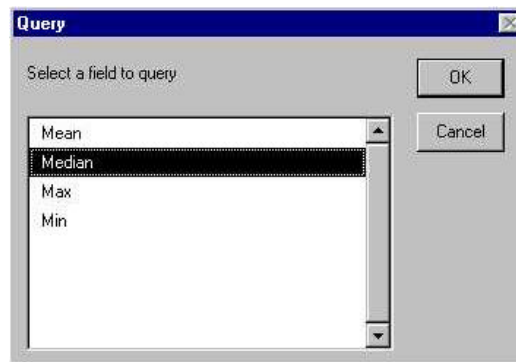 Query
Select a field to query
OK
Cancel
Mean
Median
Max
Min